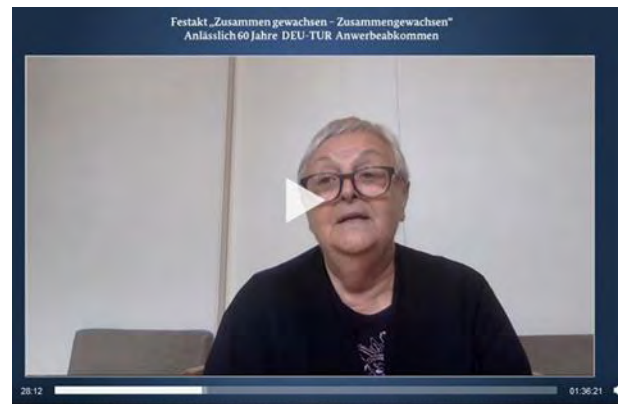 Festakt „Zusammen gewachsen – Zusammengewachsen“
Anlässlich 60 Jahre DEU-TUR Anwerbeabkommen
28:12 01:36:21